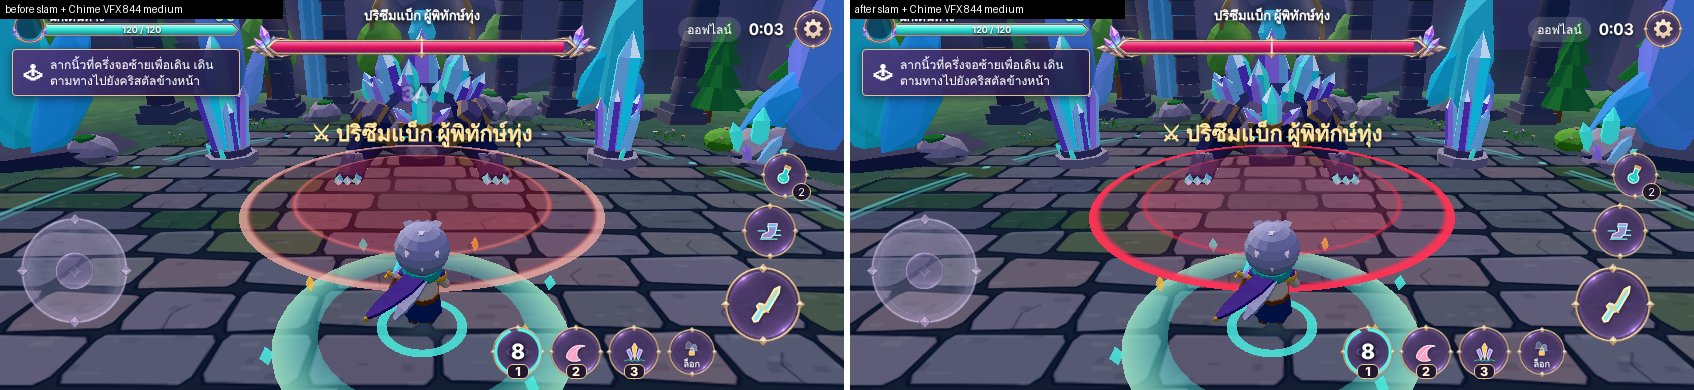 before slam + Chime VFX 844 medium
120 / 120
ปริซึมแบ็ก ผู้พิทักษ์ทุ่ง
ออฟไลน์ 0:03
ลากนิ้วที่ครึ่งจอซ้ายเพื่อเดิน เดิน
ตามทางไปยังคริสตัลข้างหน้า
34
ปริซึมแบ็ก ผู้พิทักษ์ทุ่ง
2
8
1
2
3
ล็อก
after slam + Chime VFX 844 medium
120 / 120
ปริซึมแบ็ก ผู้พิทักษ์ทุ่ง
ออฟไลน์ 0:03
ลากนิ้วที่ครึ่งจอซ้ายเพื่อเดิน เดิน
ตามทางไปยังคริสตัลข้างหน้า
ปริซึมแบ็ก ผู้พิทักษ์ทุ่ง
2
8
1
2
3
ล็อก